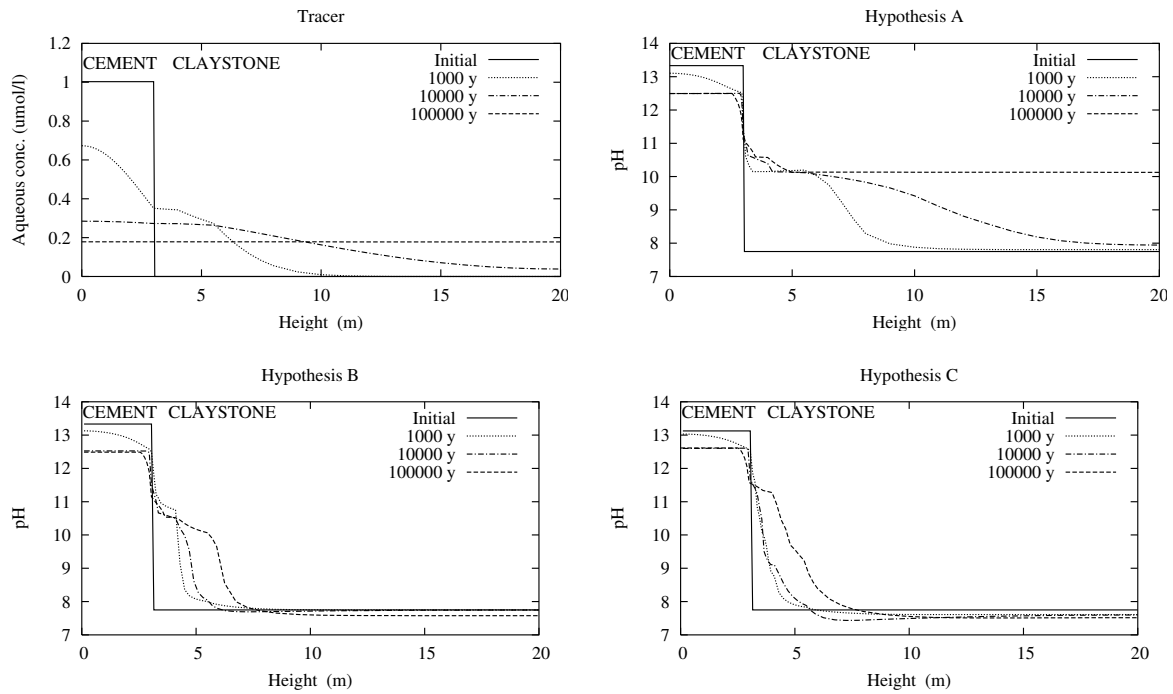 Tracer
Aqueous conc. (umol/l)
1.2
1
0.8
0.6
0.4
0.2
0
CEMENT CLAYSTONE
Initial
1000 y
10000 y
100000 y
0 5 10 15 20
Height (m)
Hypothesis A
pH
14
13
12
11
10
9
8
7
CEMENT CLAYSTONE
Initial
1000 y
10000 y
100000 y
0 5 10 15 20
Height (m)
Hypothesis B
pH
14
13
12
11
10
9
8
7
CEMENT CLAYSTONE
Initial
1000 y
10000 y
100000 y
0 5 10 15 20
Height (m)
Hypothesis C
pH
14
13
12
11
10
9
8
7
CEMENT CLAYSTONE
Initial
1000 y
10000 y
100000 y
0 5 10 15 20
Height (m)